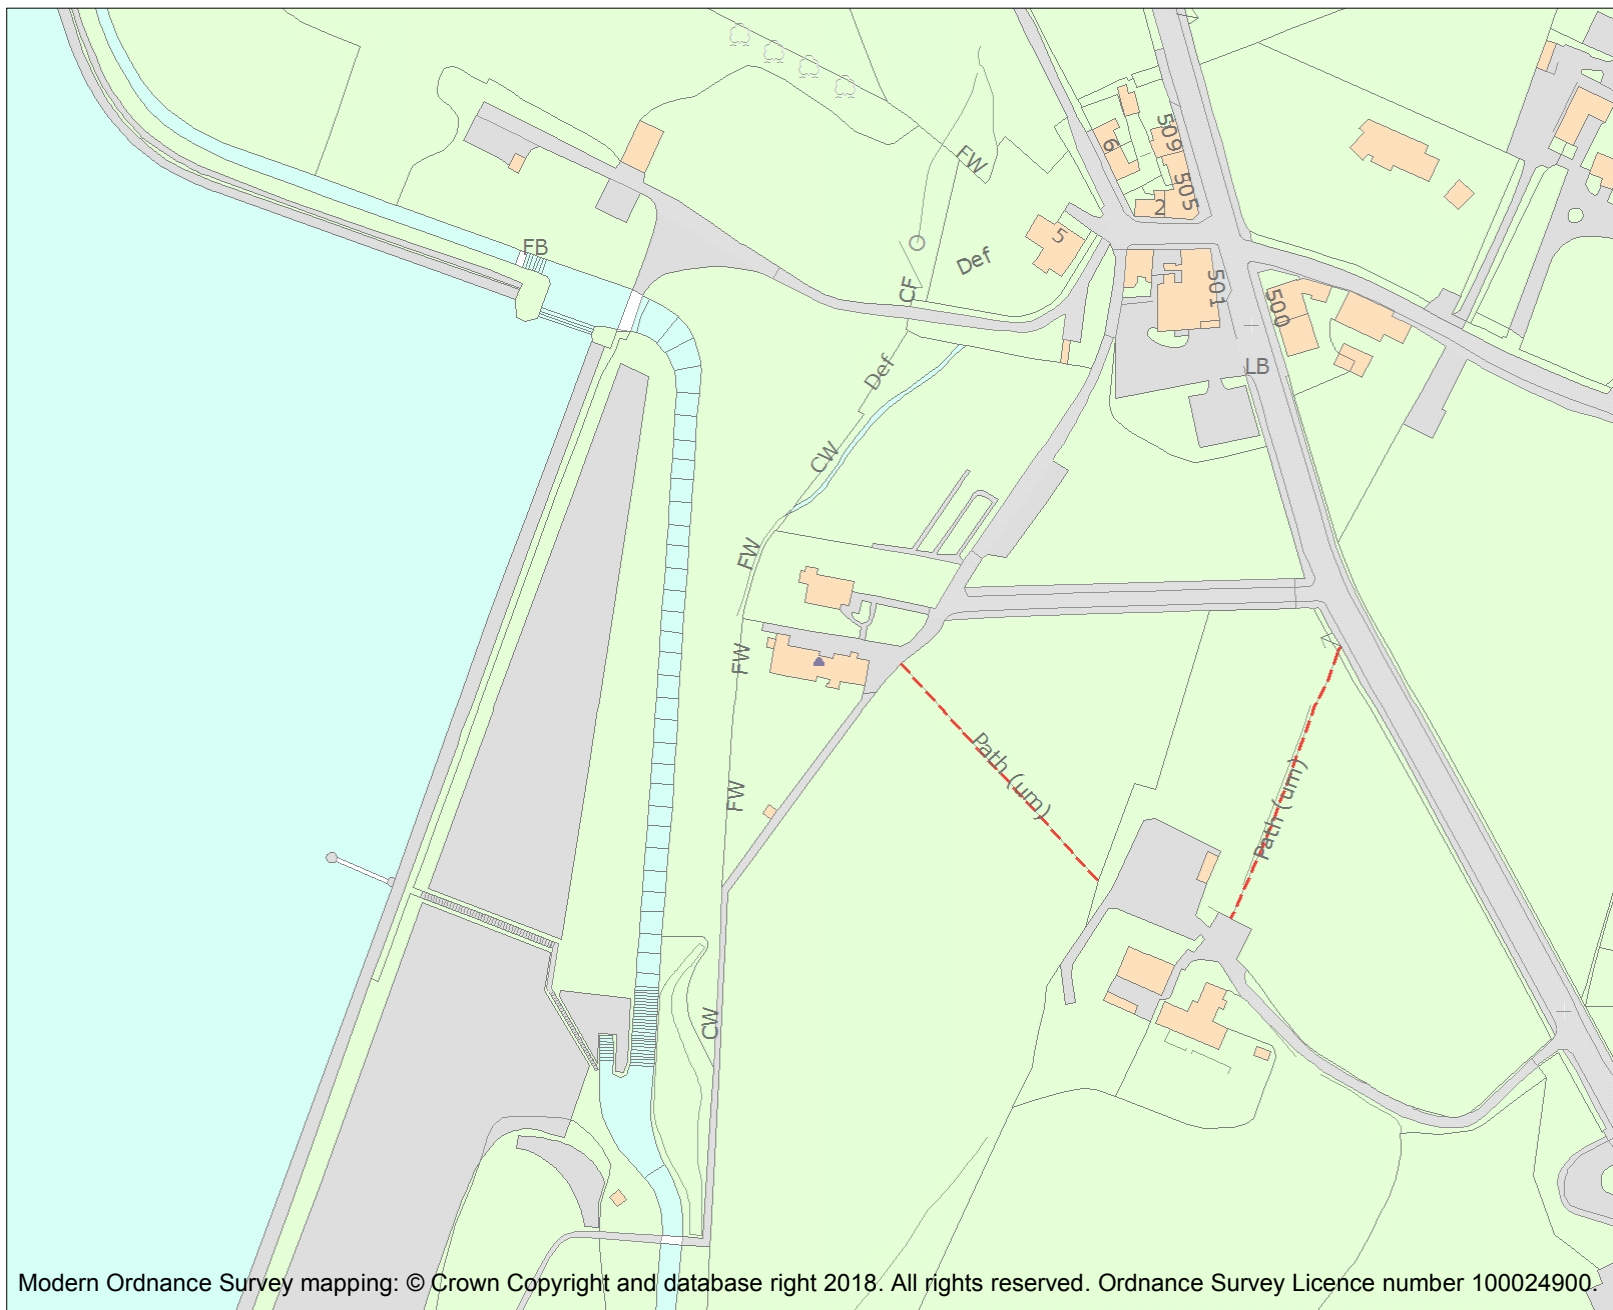 509
FW
6
505
2
5
FB
Def
CF
501
500
LB
Def
CW
FW
FW
Path (um)
Path (um)
FW
CW
Modern Ordnance Survey mapping: © Crown Copyright and database right 2018. All rights reserved. Ordnance Survey Licence number 100024900.